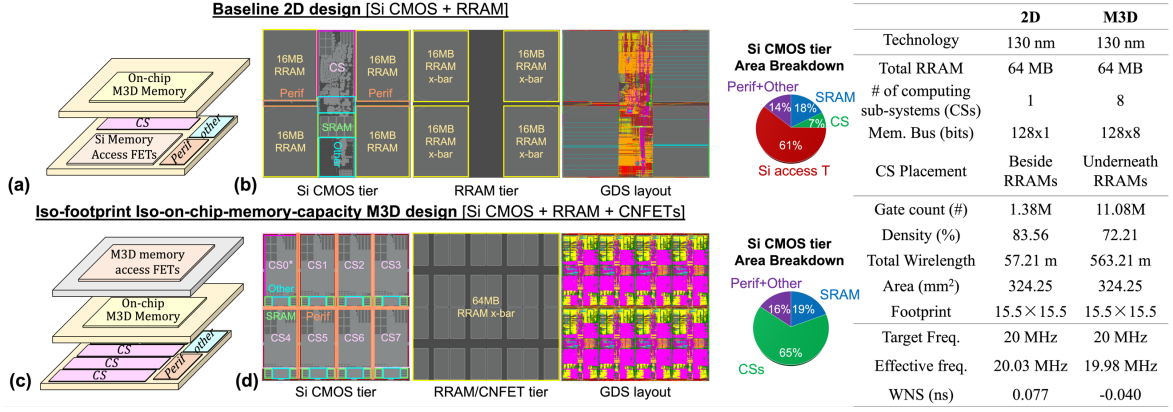 Baseline 2D design [Si CMOS + RRAM]
On-chip
M3D Memory
CS
Si Memory
Access FETs
Perif
other
(a)
16MB
RRAM
CS
16MB
RRAM
Perif
Perif
16MB
RRAM
SRAM
Other
16MB
RRAM
(b)
Si CMOS tier
16MB
RRAM
x-bar
16MB
RRAM
x-bar
16MB
RRAM
x-bar
16MB
RRAM
x-bar
RRAM tier
GDS layout
Si CMOS tier
Area Breakdown
Perif+Other
14%
18%
SRAM
7%
CS
61%
Si access T
Iso-footprint Iso-on-chip-memory-capacity M3D design [Si CMOS + RRAM + CNFETs]
M3D memory
access FETs
On-chip
M3D Memory
CS
CS
CS
Perif
other
(c)
CS0* CS1 CS2 CS3
Other
SRAM Perif
CS4 CS5 CS6 CS7
(d)
Si CMOS tier
64MB
RRAM x-bar
RRAM/CNFET tier
GDS layout
Si CMOS tier
Area Breakdown
Perif+Other
16%
19%
SRAM
65%
CSs
2D M3D
Technology 130 nm 130 nm
Total RRAM 64 MB 64 MB
# of computing
sub-systems (CSs) 1 8
Mem. Bus (bits) 128x1 128x8
CS Placement Beside
RRAMs Underneath
RRAMs
Gate count (#) 1.38M 11.08M
Density (%) 83.56 72.21
Total Wirelength 57.21 m 563.21 m
Area (mm²) 324.25 324.25
Footprint 15.5×15.5 15.5×15.5
Target Freq. 20 MHz 20 MHz
Effective freq. 20.03 MHz 19.98 MHz
WNS (ns) 0.077 -0.040